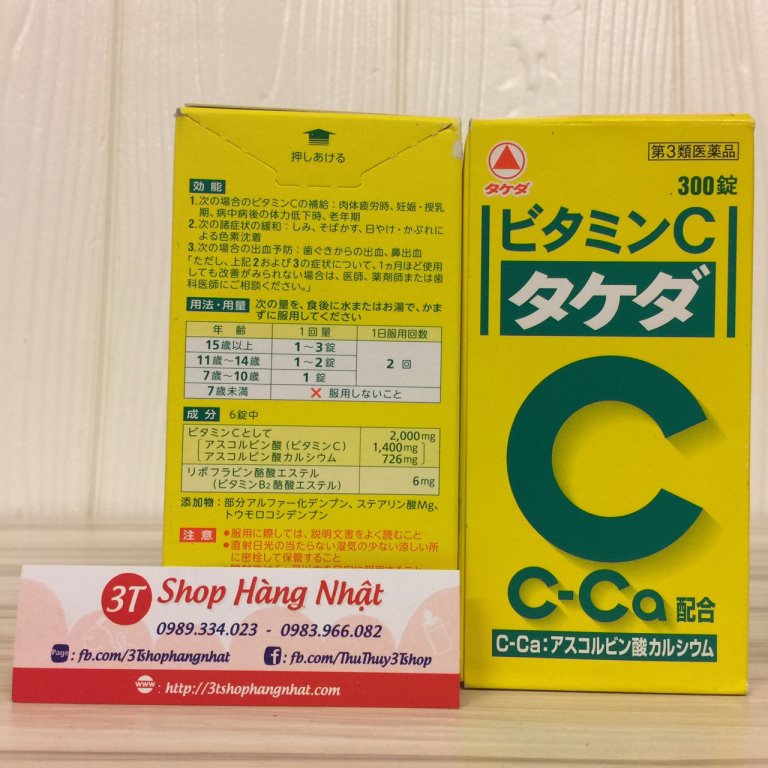 押しあける
効能
1.次の場合のビタミンCの補給：肉体疲労時、妊娠・授乳
期、病中病後の体力低下時、老年期
2.次の諸症状の緩和：しみ、そばかす、日やけ・かぶれに
よる色素沈着
3.次の場合の出血予防：歯ぐきからの出血、鼻出血
「ただし、上記2および3の症状について、1ヵ月ほど使用
しても改善がみられない場合は、医師、薬剤師または歯
科医師にご相談ください。」
用法・用量 次の量を、食後に水またはお湯で、かま
ずに服用してください
年齢 1回量 1日服用回数
15歳以上 1～3錠
11歳～14歳 1～2錠 2回
7歳～10歳 1錠
7歳未満 ✕ 服用しないこと
成分 6錠中
ビタミンCとして 2,000mg
アスコルビン酸(ビタミンC) 1,400mg
アスコルビン酸カルシウム 726mg
リボフラビン酪酸エステル
(ビタミンB2酪酸エステル) 6mg
添加物：部分アルファー化デンプン、ステアリン酸Mg、
トウモロコシデンプン
注意 ●服用に際しては、説明文書をよく読むこと
●直射日光の当たらない湿気の少ない涼しい所
に密栓して保管すること
タケダ
第3類医薬品
300錠
ビタミンC
タケダ
C
C-Ca配合
C-Ca：アスコルビン酸カルシウム
3T Shop Hàng Nhật
0989.334.023 - 0983.966.082
Page : fb.com/3Tshophangnhat f : fb.com/ThuThuy3Tshop
www : http://3tshophangnhat.com